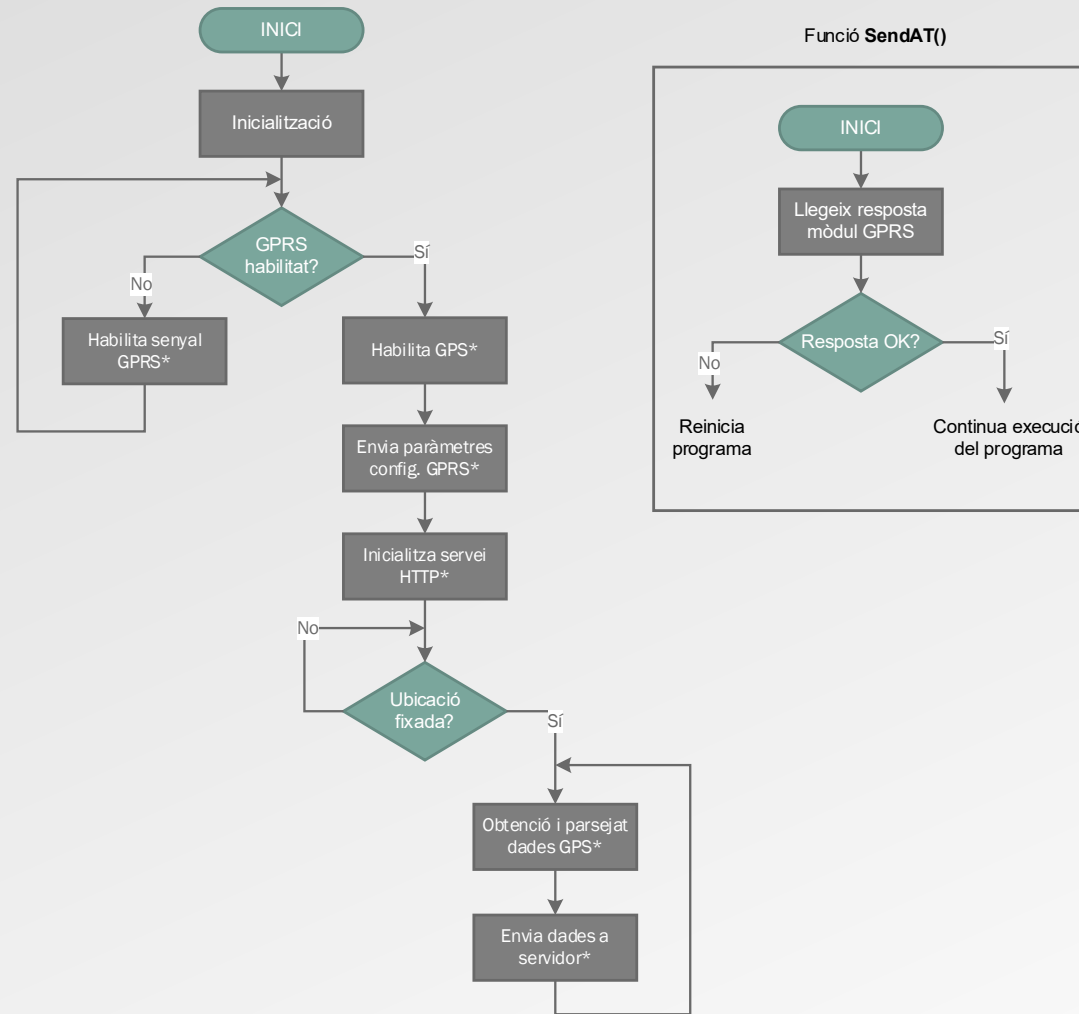 INICI
Inicialització
GPRS
habilitat?
No
Sí
Habilita senyal
GPRS*
Habilita GPS*
Envia paràmetres
config. GPRS*
Inicialitza servei
HTTP*
No
Ubicació
fixada?
Sí
Obtenció i parsejat
dades GPS*
Envia dades a
servidor*
Funció SendAT()
INICI
Llegeix resposta
mòdul GPRS
Resposta OK?
No
Sí
Reinicia
programa
Continua execució
del programa